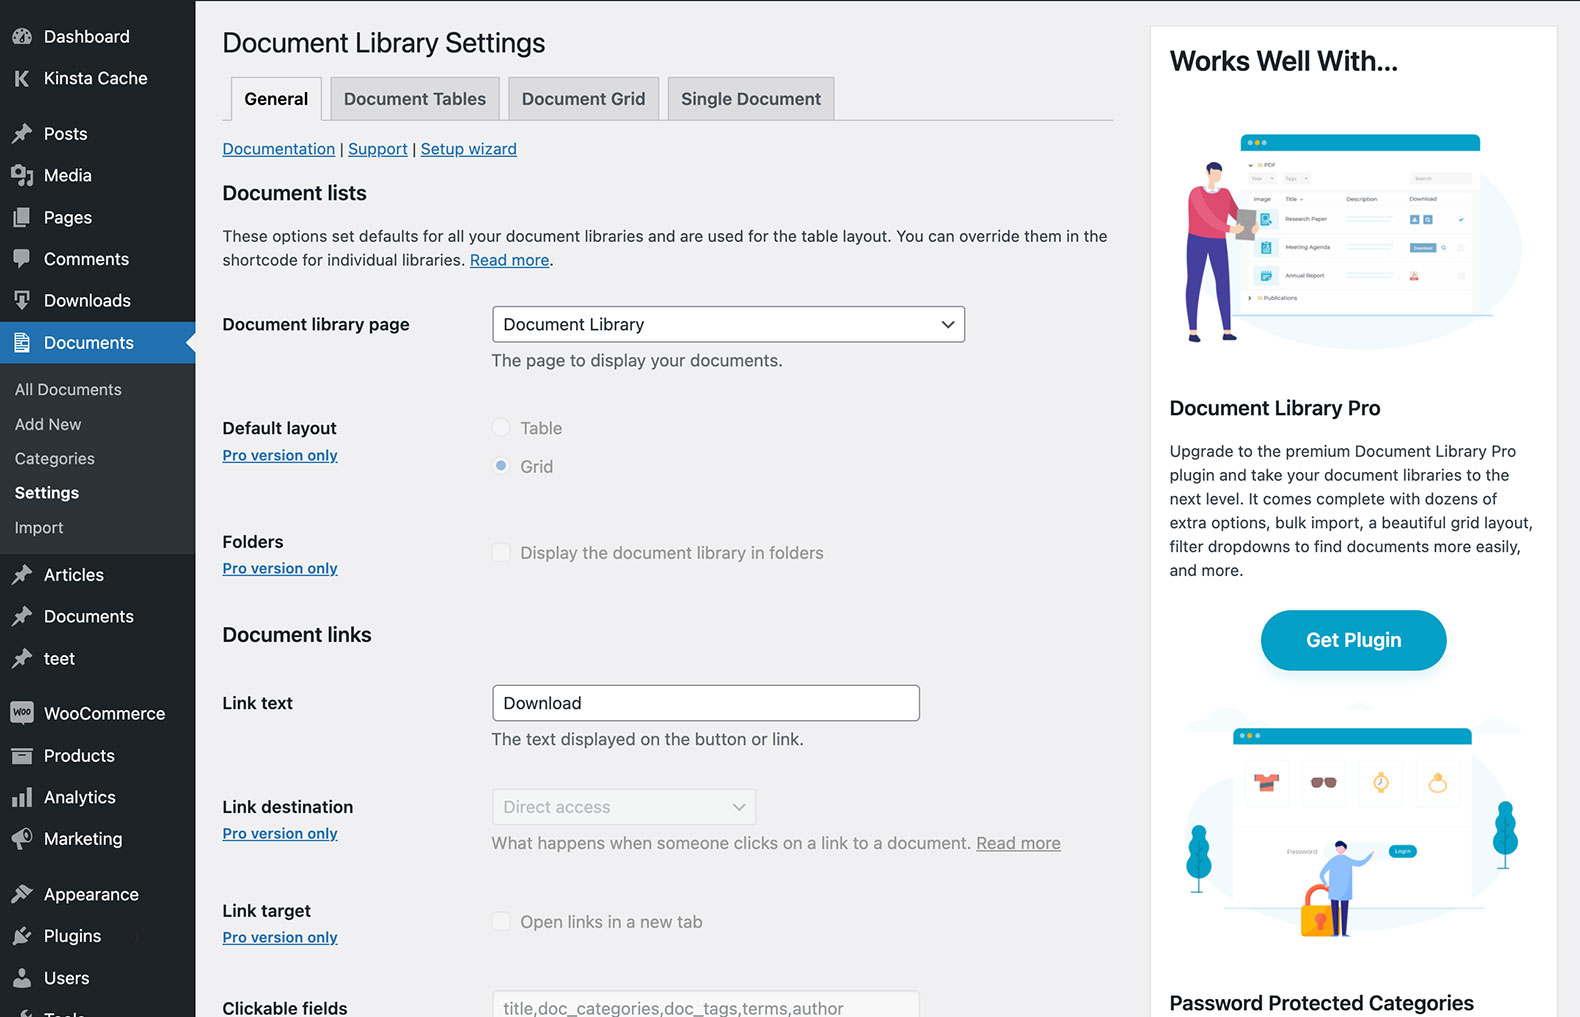 Dashboard
Kinsta Cache
Posts
Media
Pages
Comments
Downloads
Documents
All Documents
Add New
Categories
Settings
Import
Articles
Documents
teet
WooCommerce
Products
Analytics
Marketing
Appearance
Plugins
Users
Tools
Document Library Settings
General
Document Tables
Document Grid
Single Document
Documentation | Support | Setup wizard
Document lists
These options set defaults for all your document libraries and are used for the table layout. You can override them in the
shortcode for individual libraries. Read more.
Document library page
Document Library
The page to display your documents.
Default layout
Pro version only
Table
Grid
Folders
Pro version only
Display the document library in folders
Document links
Link text
Download
The text displayed on the button or link.
Link destination
Pro version only
Direct access
What happens when someone clicks on a link to a document. Read more
Link target
Pro version only
Open links in a new tab
Clickable fields
title,doc_categories,doc_tags,terms,author
Works Well With...
PDF
Year
Tags
Search
Image Title Description Download
Research Paper
Meeting Agenda
Download
Annual Report
Publications
Document Library Pro
Upgrade to the premium Document Library Pro
plugin and take your document libraries to the
next level. It comes complete with dozens of
extra options, bulk import, a beautiful grid layout,
filter dropdowns to find documents more easily,
and more.
Get Plugin
Password
Login
Password Protected Categories